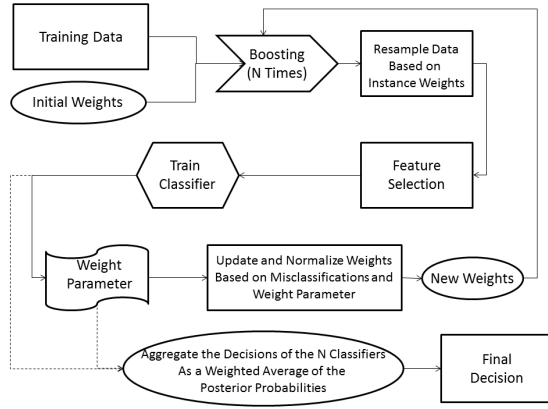 Training Data
Initial Weights
Boosting
(N Times)
Resample Data
Based on
Instance Weights
Train
Classifier
Feature
Selection
Weight
Parameter
Update and Normalize Weights
Based on Misclassifications and
Weight Parameter
New Weights
Aggregate the Decisions of the N Classifiers
As a Weighted Average of the
Posterior Probabilities
Final
Decision